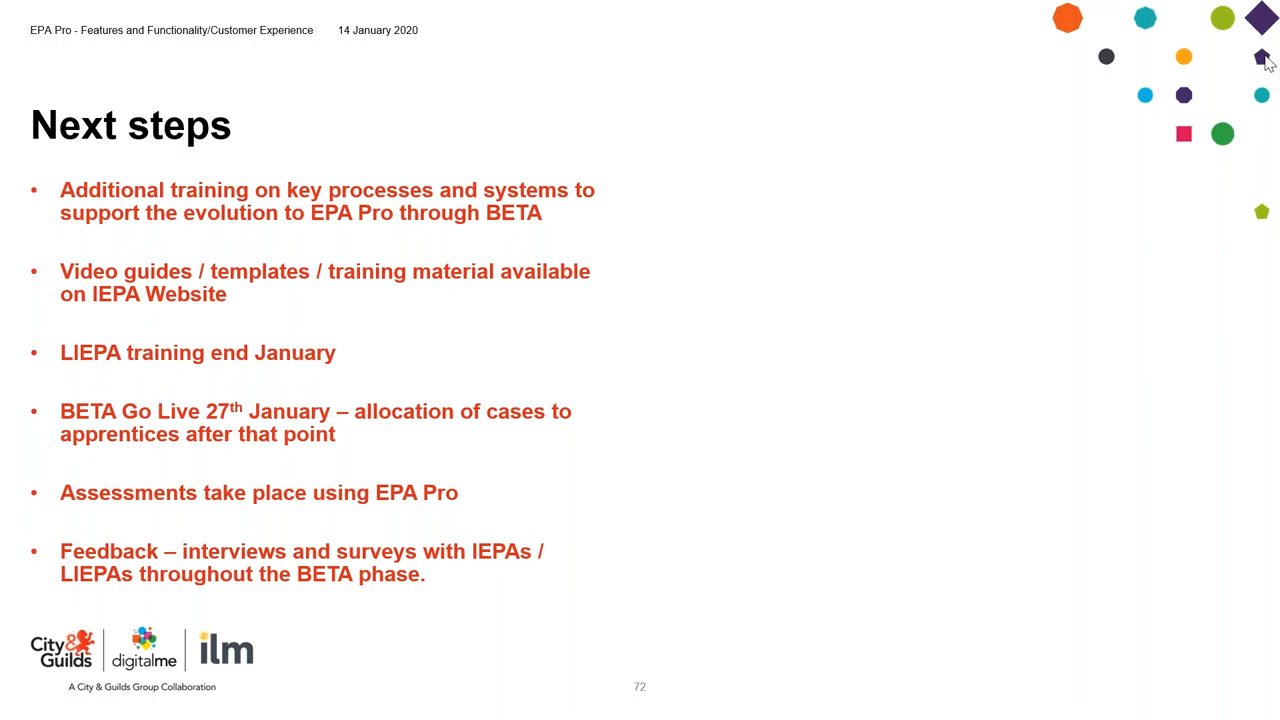 EPA Pro - Features and Functionality/Customer Experience 14 January 2020
Next steps
• Additional training on key processes and systems to
support the evolution to EPA Pro through BETA
• Video guides / templates / training material available
on IEPA Website
• LIEPA training end January
• BETA Go Live 27th January – allocation of cases to
apprentices after that point
• Assessments take place using EPA Pro
• Feedback – interviews and surveys with IEPAs /
LIEPAs throughout the BETA phase.
City & Guilds
digitalme
ilm
A City & Guilds Group Collaboration
72